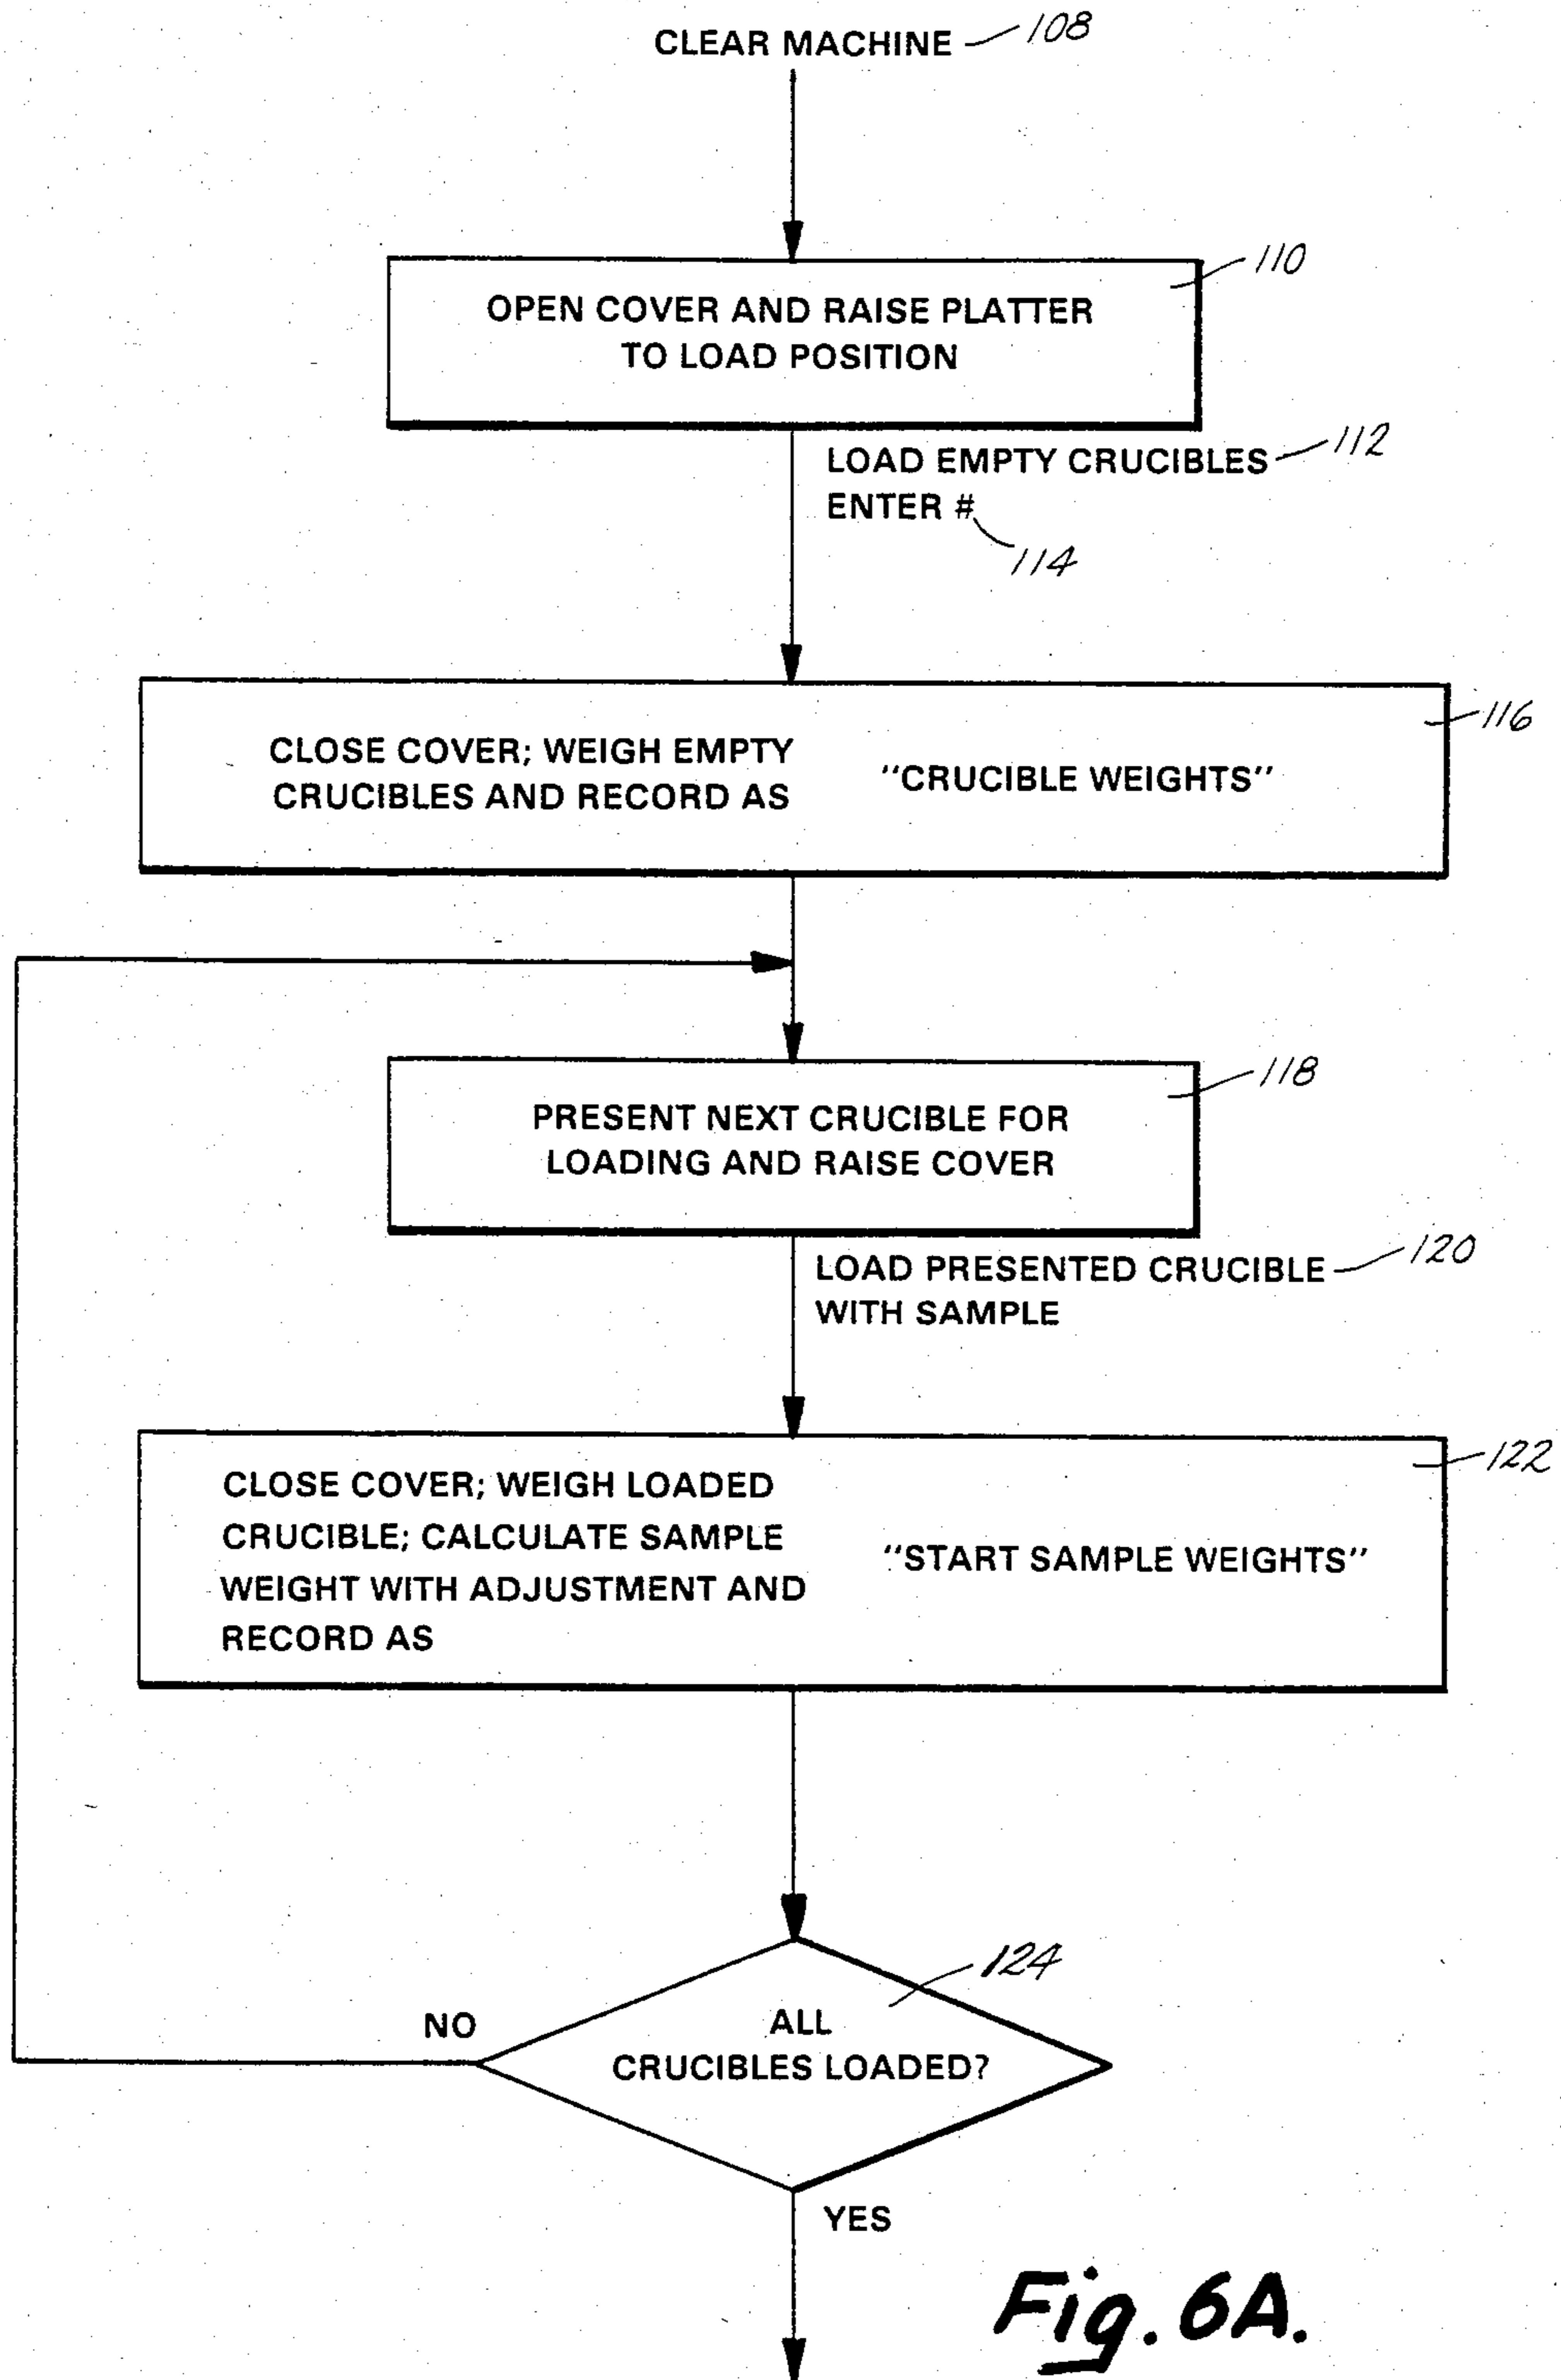 CLEAR MACHINE 108
110
OPEN COVER AND RAISE PLATTER
TO LOAD POSITION
LOAD EMPTY CRUCIBLES 112
ENTER #
114
116
CLOSE COVER; WEIGH EMPTY
CRUCIBLES AND RECORD AS
"CRUCIBLE WEIGHTS"
118
PRESENT NEXT CRUCIBLE FOR
LOADING AND RAISE COVER
LOAD PRESENTED CRUCIBLE 120
WITH SAMPLE
122
CLOSE COVER; WEIGH LOADED
CRUCIBLE; CALCULATE SAMPLE
WEIGHT WITH ADJUSTMENT AND
RECORD AS
"START SAMPLE WEIGHTS"
124
NO
ALL
CRUCIBLES LOADED?
YES
Fig. 6A.